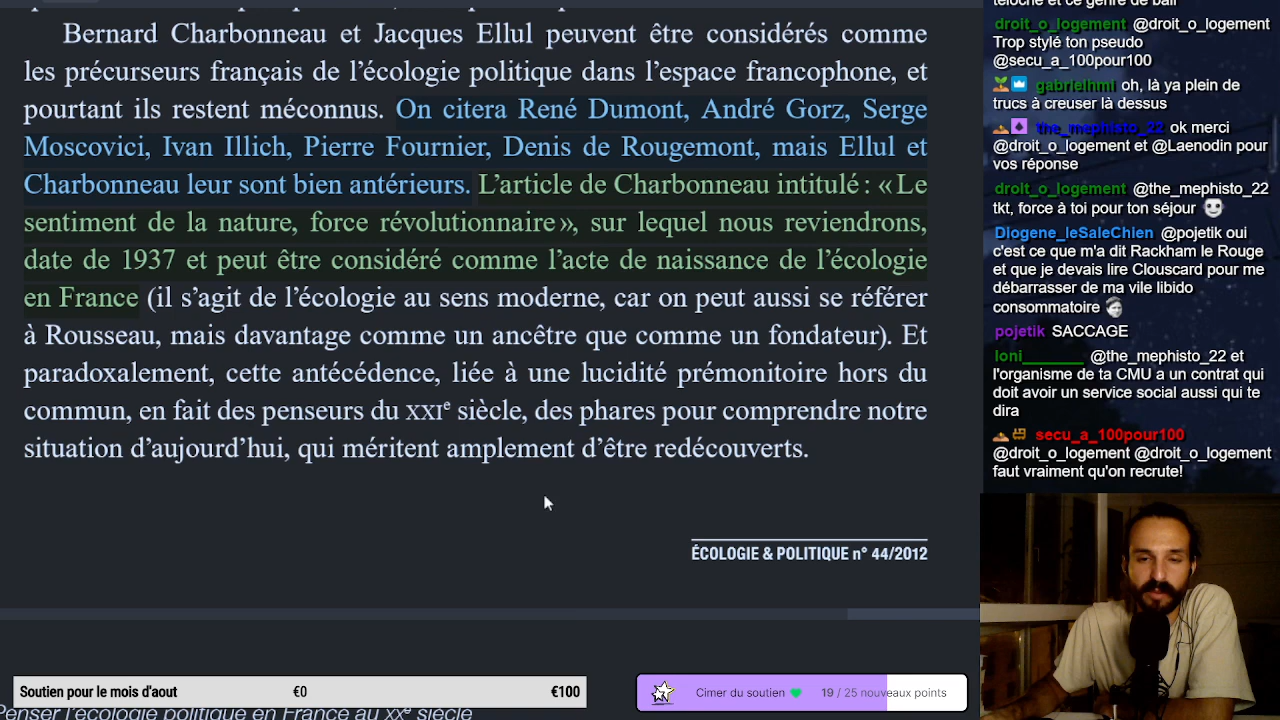 Bernard Charbonneau et Jacques Ellul peuvent être considérés comme
les précurseurs français de l'écologie politique dans l'espace francophone, et
pourtant ils restent méconnus. On citera René Dumont, André Gorz, Serge
Moscovici, Ivan Illich, Pierre Fournier, Denis de Rougemont, mais Ellul et
Charbonneau leur sont bien antérieurs. L'article de Charbonneau intitulé : « Le
sentiment de la nature, force révolutionnaire », sur lequel nous reviendrons,
date de 1937 et peut être considéré comme l'acte de naissance de l'écologie
en France (il s'agit de l'écologie au sens moderne, car on peut aussi se référer
à Rousseau, mais davantage comme un ancêtre que comme un fondateur). Et
paradoxalement, cette antécédence, liée à une lucidité prémonitoire hors du
commun, en fait des penseurs du XXIe siècle, des phares pour comprendre notre
situation d'aujourd'hui, qui méritent amplement d'être redécouverts.
ÉCOLOGIE & POLITIQUE n° 44/2012
Soutien pour le mois d'aout €0 €100
Cimer du soutien 19 / 25 nouveaux points
Penser l'écologie politique en France au XXe siècle
teloche et ce genre de bail
droit_o_logement @droit_o_logement
Trop stylé ton pseudo
@secu_a_100pour100
gabrielhmi oh, là ya plein de
trucs à creuser là dessus
the_mephisto_22 ok merci
@droit_o_logement et @Laenodin pour
vos réponse
droit_o_logement @the_mephisto_22
tkt, force à toi pour ton séjour
Diogene_leSaleChien @pojetik oui
c'est ce que m'a dit Rackham le Rouge
et que je devais lire Clouscard pour me
débarrasser de ma vile libido
consommatoire
pojetik SACCAGE
loni_______ @the_mephisto_22 et
l'organisme de ta CMU a un contrat qui
doit avoir un service social aussi qui te
dira
secu_a_100pour100
@droit_o_logement @droit_o_logement
faut vraiment qu'on recrute!